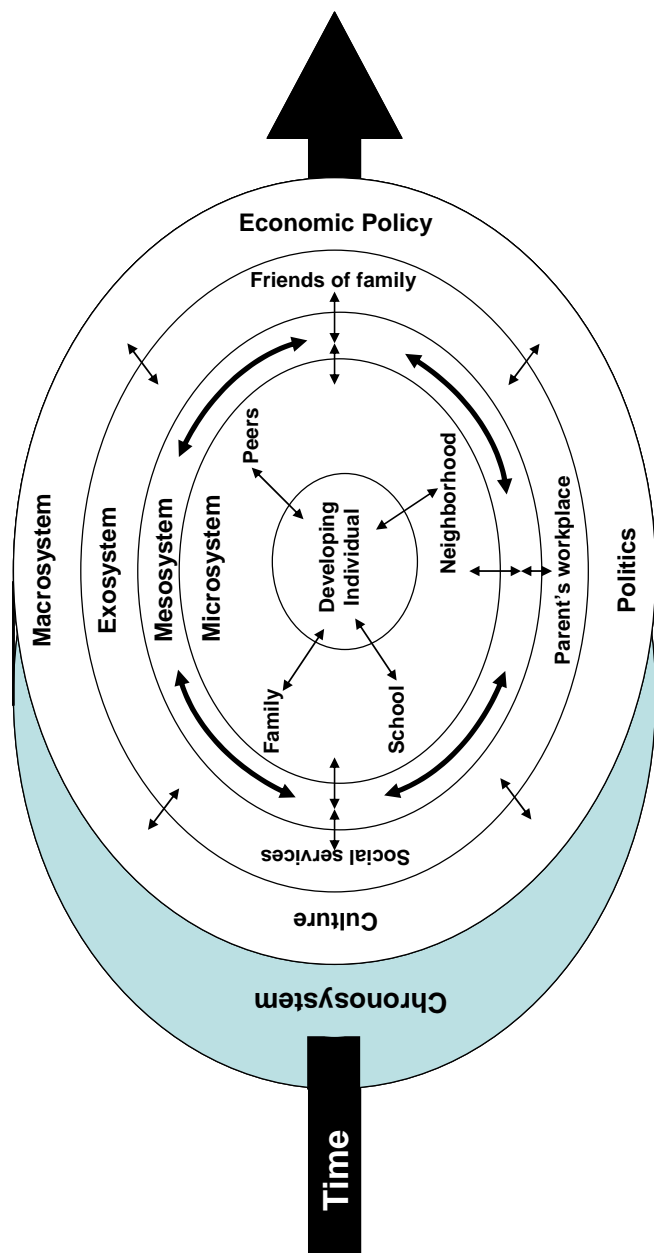 Macrosystem
Exosystem
Mesosystem
Microsystem
Economic Policy
Friends of family
Peers
Developing
Individual
Neighborhood
Family
School
Parent's workplace
Politics
Social services
Culture
Chronosystem
Time